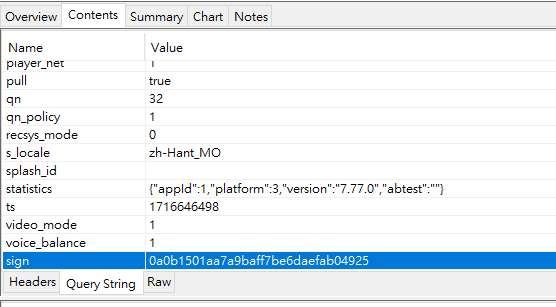 Overview Contents Summary Chart Notes
Name Value
player_net 1
pull true
qn 32
qn_policy 1
recsys_mode 0
s_locale zh-Hant_MO
splash_id
statistics {"appId":1,"platform":3,"version":"7.77.0","abtest":""}
ts 1716646498
video_mode 1
voice_balance 1
sign 0a0b1501aa7a9baff7be6daefab04925
Headers Query String Raw